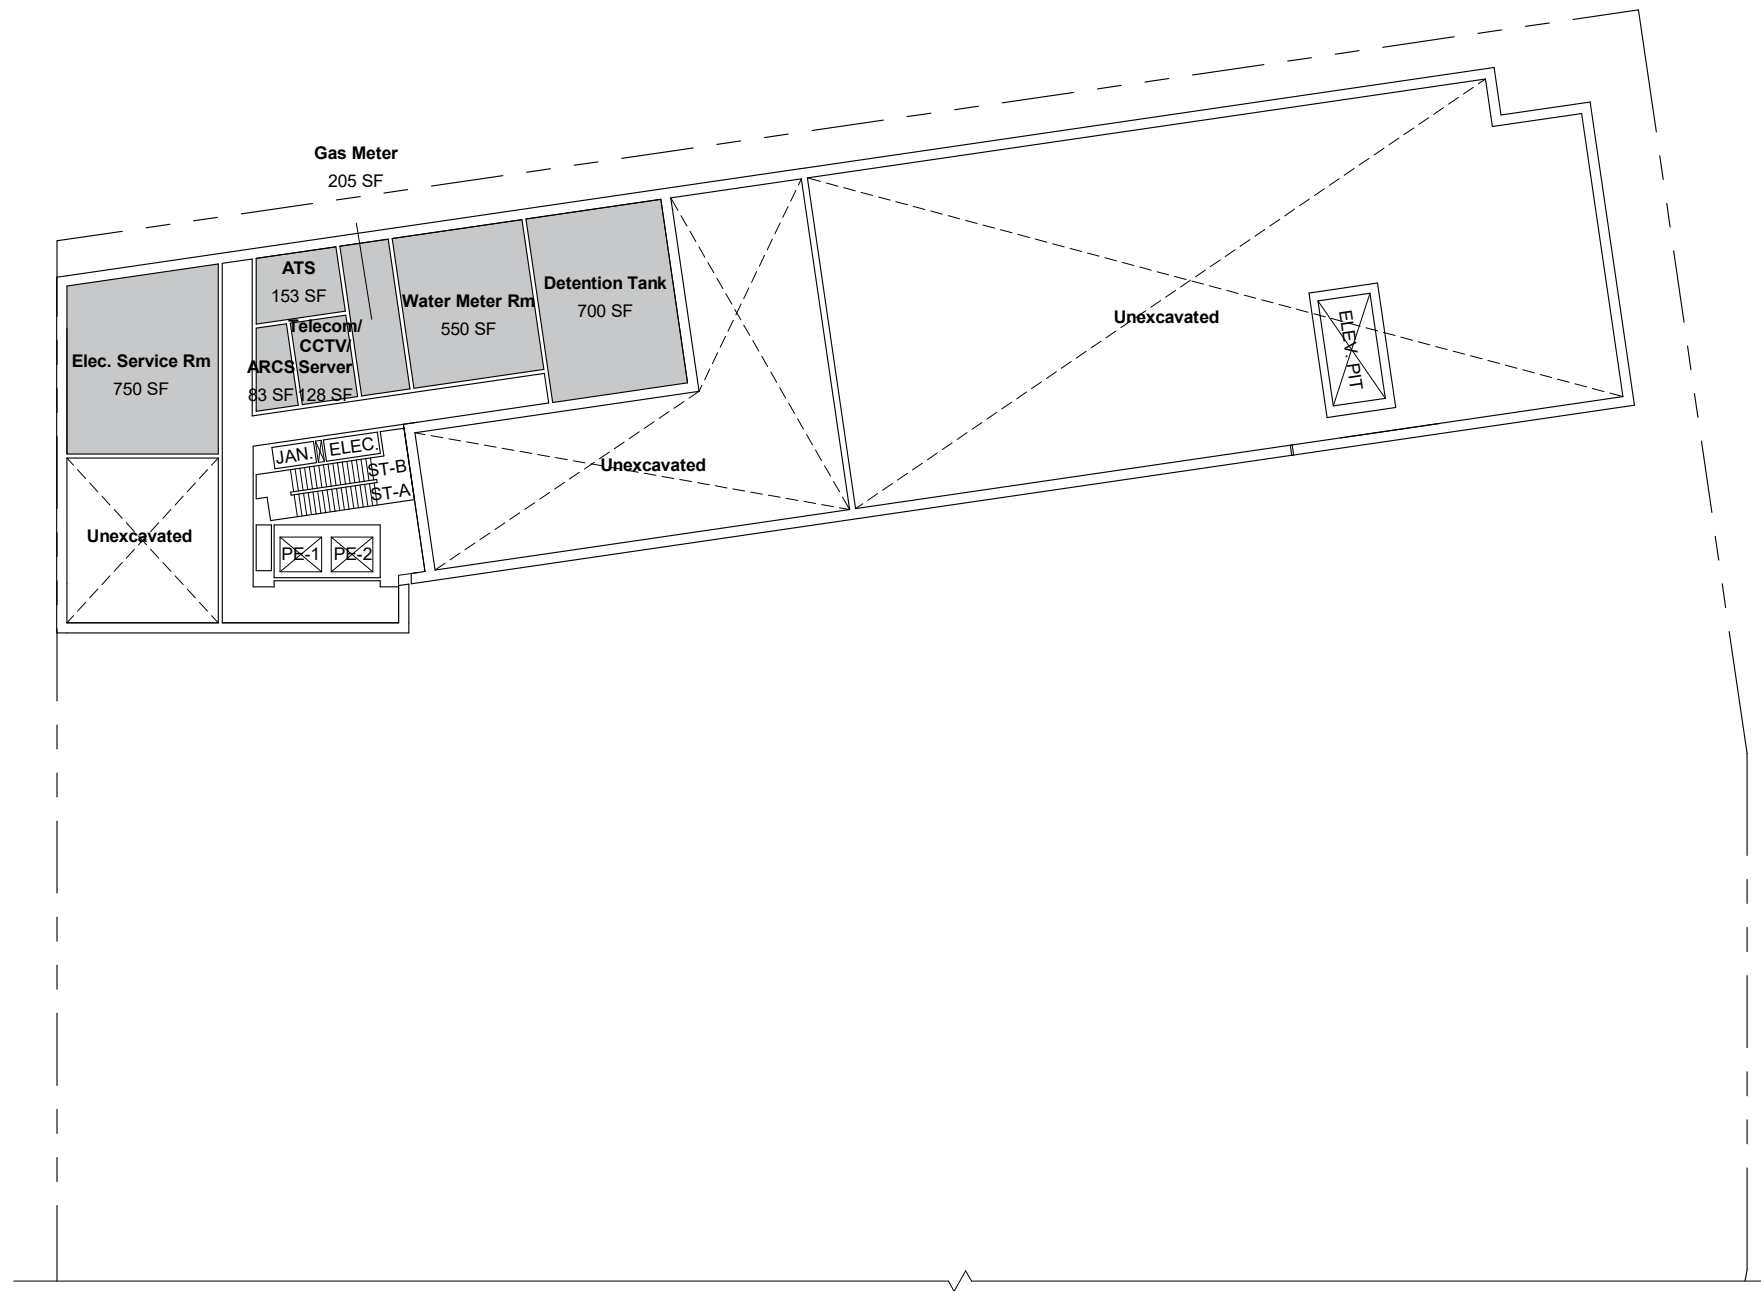 Gas Meter
205 SF
ATS
153 SF
Water Meter Rm
550 SF
Detention Tank
700 SF
Unexcavated
ELEV. PIT
Elec. Service Rm
750 SF
ARCS
83 SF
Telecom/
CCTV/
Server
128 SF
JAN.
ELEC.
ST-B
ST-A
Unexcavated
Unexcavated
PE-1
PE-2